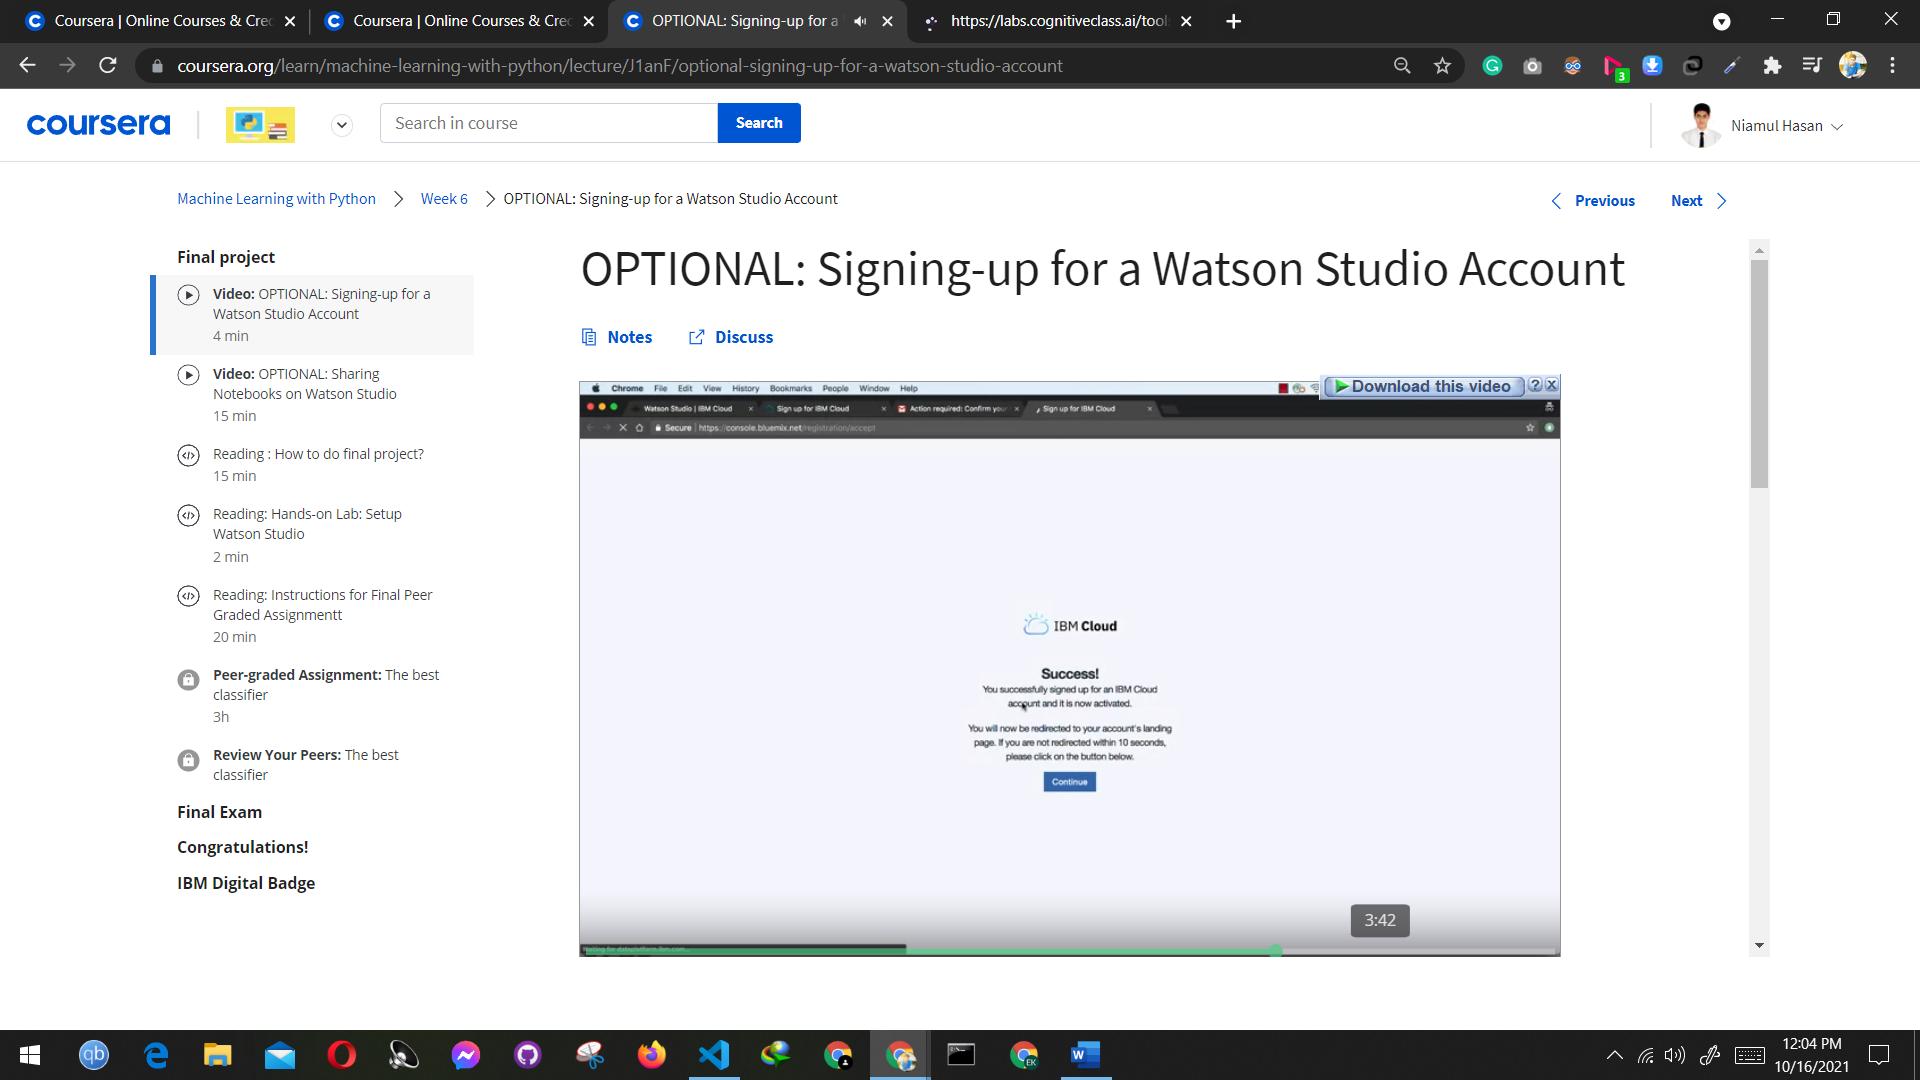 Coursera | Online Courses & Cre
Coursera | Online Courses & Cre
OPTIONAL: Signing-up for a
https://labs.cognitiveclass.ai/tool
coursera.org/learn/machine-learning-with-python/lecture/J1anF/optional-signing-up-for-a-watson-studio-account
3
coursera
Search in course
Search
Niamul Hasan
Machine Learning with Python
Week 6
OPTIONAL: Signing-up for a Watson Studio Account
Previous
Next
Final project
Video: OPTIONAL: Signing-up for a
Watson Studio Account
4 min
Video: OPTIONAL: Sharing
Notebooks on Watson Studio
15 min
Reading : How to do final project?
15 min
Reading: Hands-on Lab: Setup
Watson Studio
2 min
Reading: Instructions for Final Peer
Graded Assignmentt
20 min
Peer-graded Assignment: The best
classifier
3h
Review Your Peers: The best
classifier
Final Exam
Congratulations!
IBM Digital Badge
OPTIONAL: Signing-up for a Watson Studio Account
Notes
Discuss
Chrome File Edit View History Bookmarks People Window Help
Download this video
Watson Studio | IBM Cloud
Sign up for IBM Cloud
Action required: Confirm your
Sign up for IBM Cloud
Secure | https://console.bluemix.net/registration/accept
IBM Cloud
Success!
You successfully signed up for an IBM Cloud
account and it is now activated.
You will now be redirected to your account's landing
page. If you are not redirected within 10 seconds,
please click on the button below.
Continue
3:42
qb
EK
12:04 PM
10/16/2021